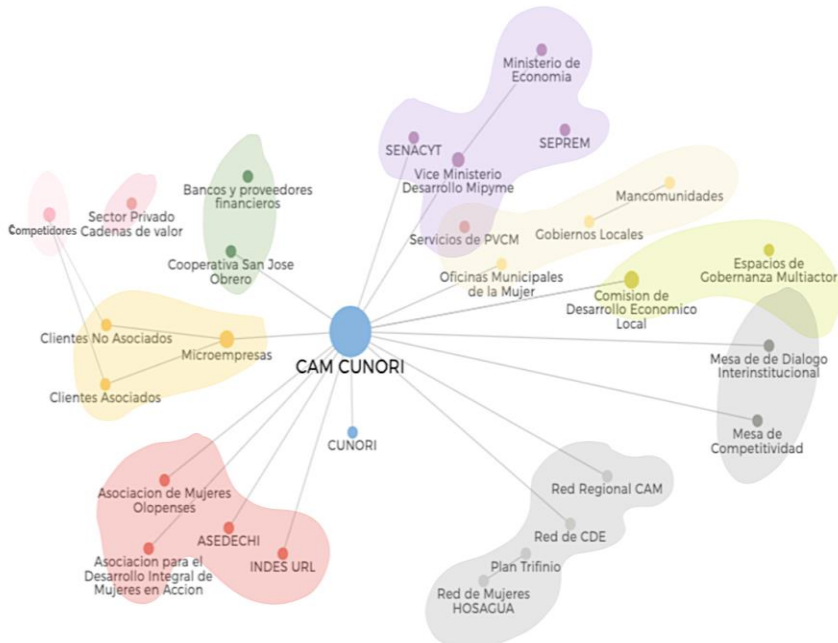 Ministerio de
Economia
SENACYT
SEPREM
Vice Ministerio
Desarrollo Mipyme
Mancomunidades
Bancos y proveedores
financieros
Sector Privado
Cadenas de valor
Competidores
Servicios de PVCM
Gobiernos Locales
Cooperativa San Jose
Obrero
Oficinas Municipales
de la Mujer
Espacios de
Gobernanza Multiactor
Comision de
Desarrollo Economico
Local
Clientes No Asociados
Microempresas
CAM CUNORI
Mesa de de Dialogo
Interinstitucional
Clientes Asociados
Mesa de
Competitividad
CUNORI
Asociacion de Mujeres
Olopenses
Red Regional CAM
ASEDECHI
Red de CDE
Asociacion para el
Desarrollo Integral de
Mujeres en Accion
INDES URL
Plan Trifinio
Red de Mujeres
HOSAGUA